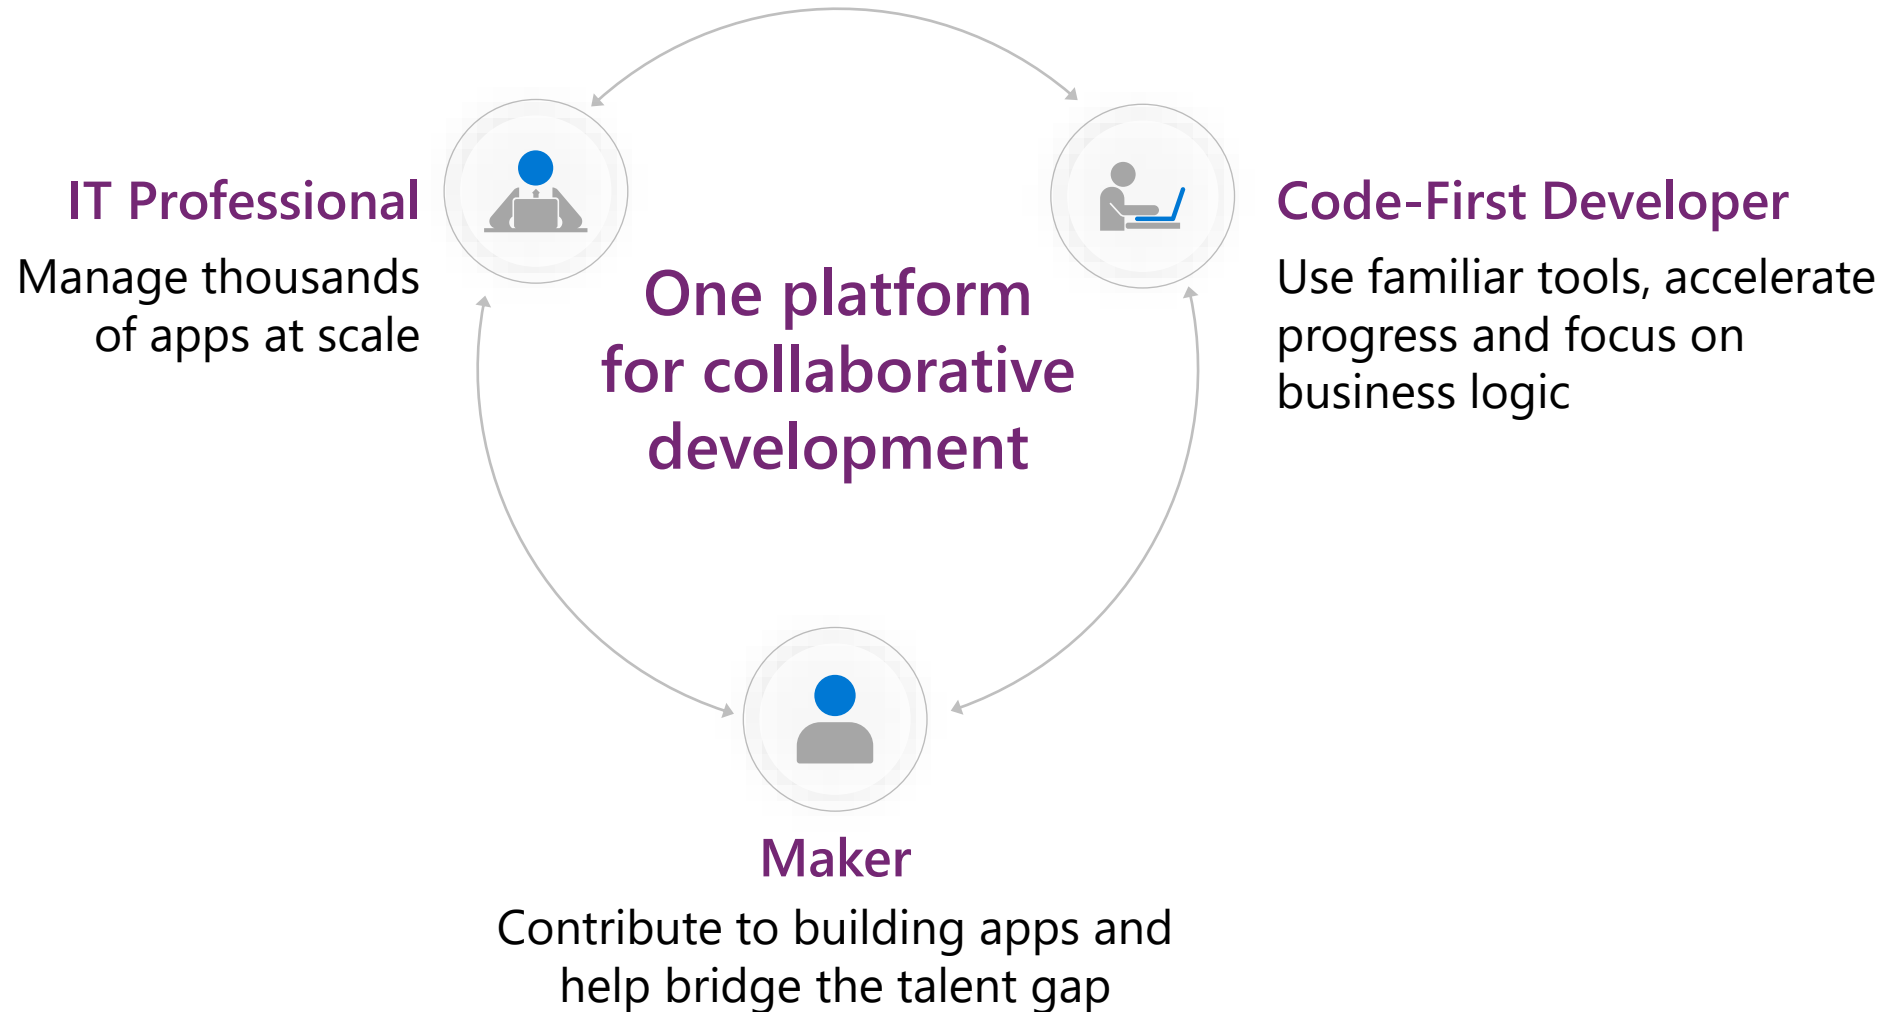 IT Professional
Manage thousands
of apps at scale
One platform
for collaborative
development
Code-First Developer
Use familiar tools, accelerate
progress and focus on
business logic
Maker
Contribute to building apps and
help bridge the talent gap